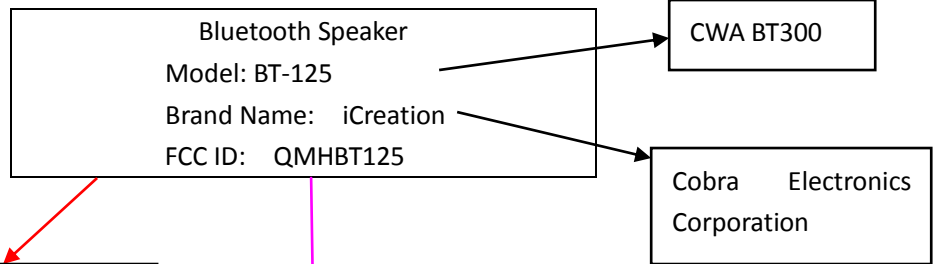 Bluetooth Speaker
Model: BT-125
Brand Name: iCreation
FCC ID: QMHBT125
CWA BT300
Cobra Electronics
Corporation